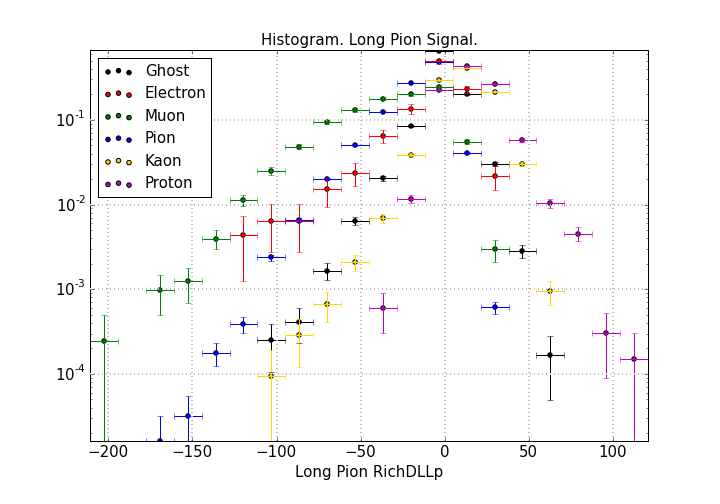 Histogram. Long Pion Signal.
Ghost
Electron
Muon
Pion
Kaon
Proton
10⁻¹
10⁻²
10⁻³
10⁻⁴
−200 −150 −100 −50 0 50 100
Long Pion RichDLLp